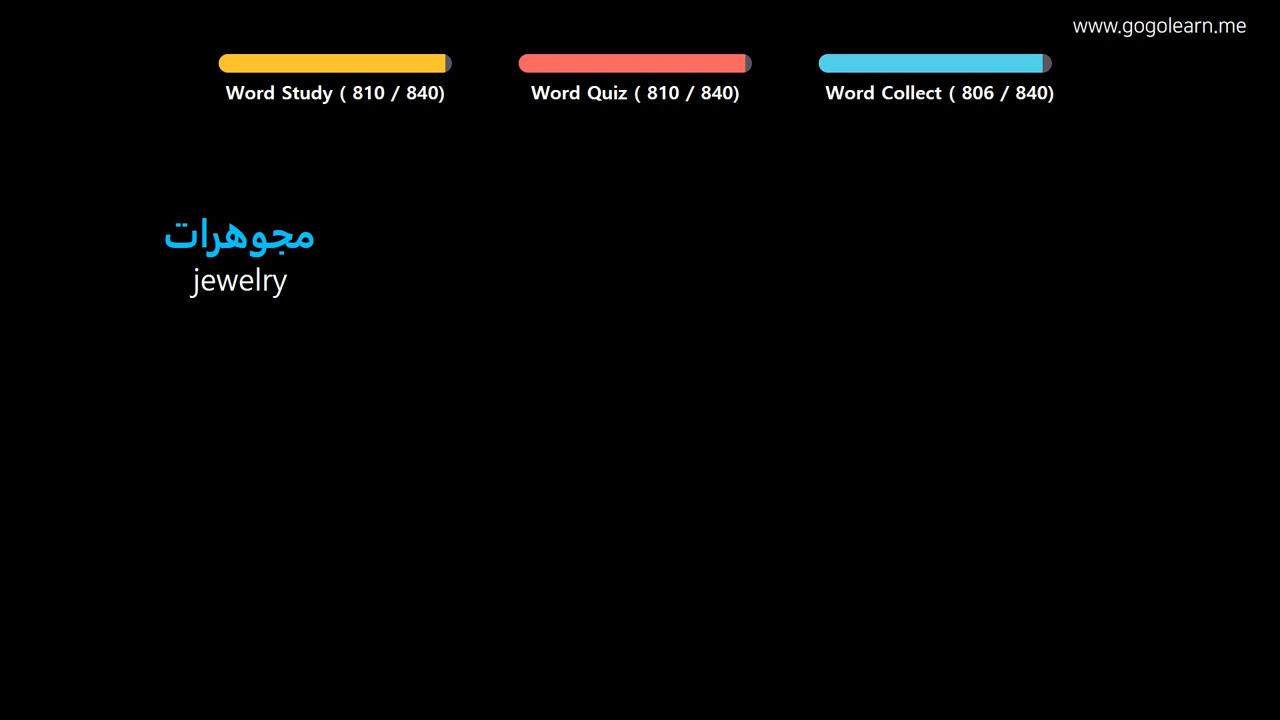 www.gogolearn.me
Word Study ( 810 / 840)
Word Quiz ( 810 / 840)
Word Collect ( 806 / 840)
مجوهرات
jewelry